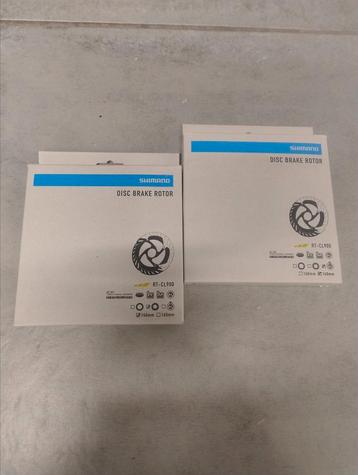 SHIMANO
DISC BRAKE ROTOR
RT-CL900
160mm 140mm
SHIMANO
DISC BRAKE ROTOR
RT-CL900
160mm 140mm